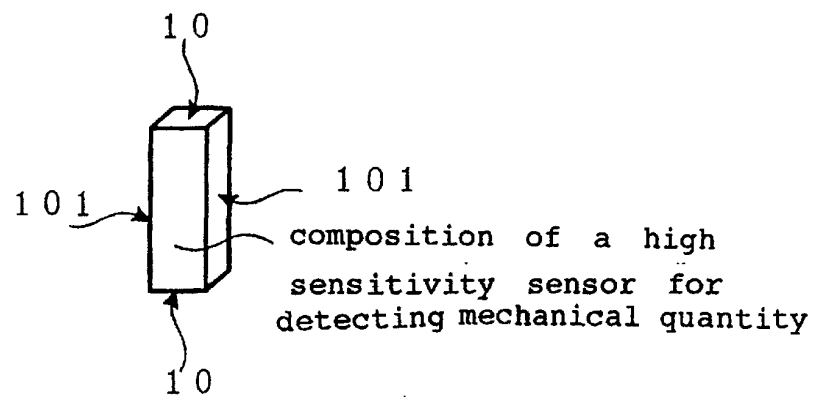 10
101
101
composition of a high
sensitivity sensor for
detecting mechanical quantity
10